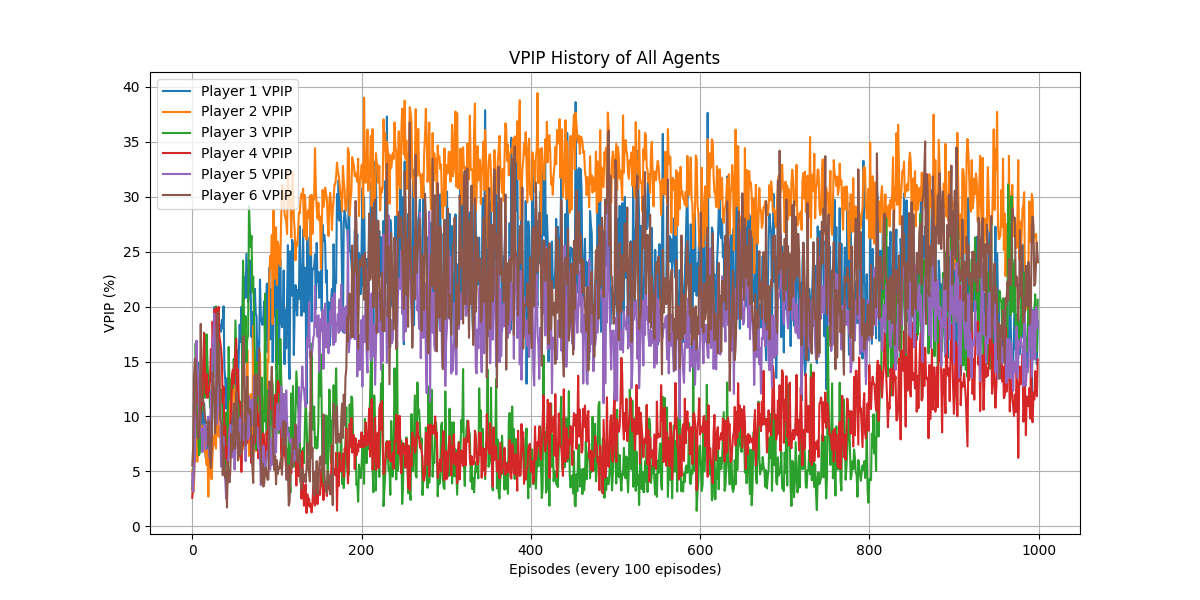 VPIP History of All Agents
40
35
30
25
20
15
10
5
0
VPIP (%)
Player 1 VPIP
Player 2 VPIP
Player 3 VPIP
Player 4 VPIP
Player 5 VPIP
Player 6 VPIP
0 200 400 600 800 1000
Episodes (every 100 episodes)